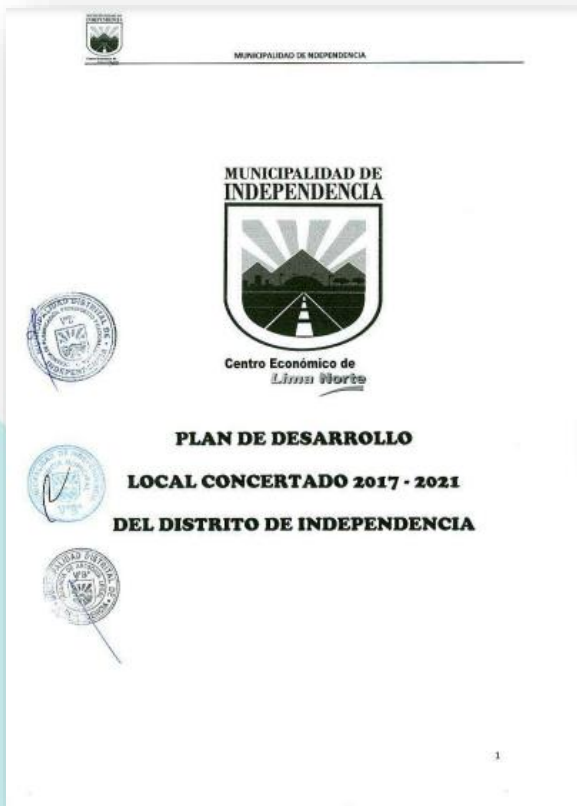 MUNICIPALIDAD DE NDEPENDENCIA
MUNICIPALIDAD DE
INDEPENDENCIA
Centro Económico de
Lima Norte
PLAN DE DESARROLLO
LOCAL CONCERTADO 2017 - 2021
DEL DISTRITO DE INDEPENDENCIA
1